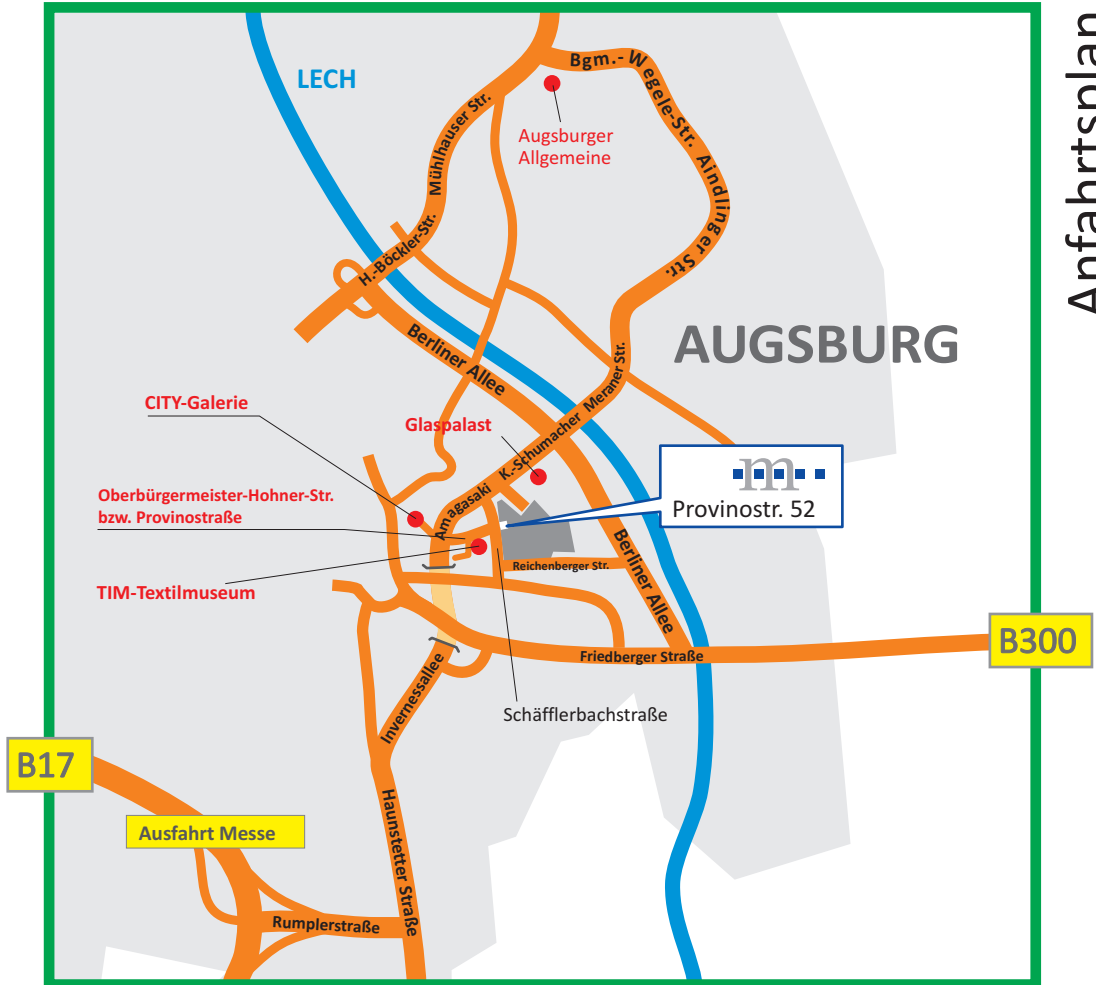 Anfahrtsplan
LECH
Bgm.- Wegele-Str.
Aindlinger Str.
Mühlhauser Str.
Augsburger
Allgemeine
H.-Böckler-Str.
Berliner Allee
AUGSBURG
Meraner Str.
CITY-Galerie
Glaspalast
K.-Schumacher
Amagasaki
m
Provinostr. 52
Oberbürgermeister-Hohner-Str.
bzw. Provinostraße
Reichenberger Str.
Berliner Allee
TIM-Textilmuseum
B300
Friedberger Straße
Invernessallee
Schäfflerbachstraße
B17
Ausfahrt Messe
Haunstetter Straße
Rumplerstraße